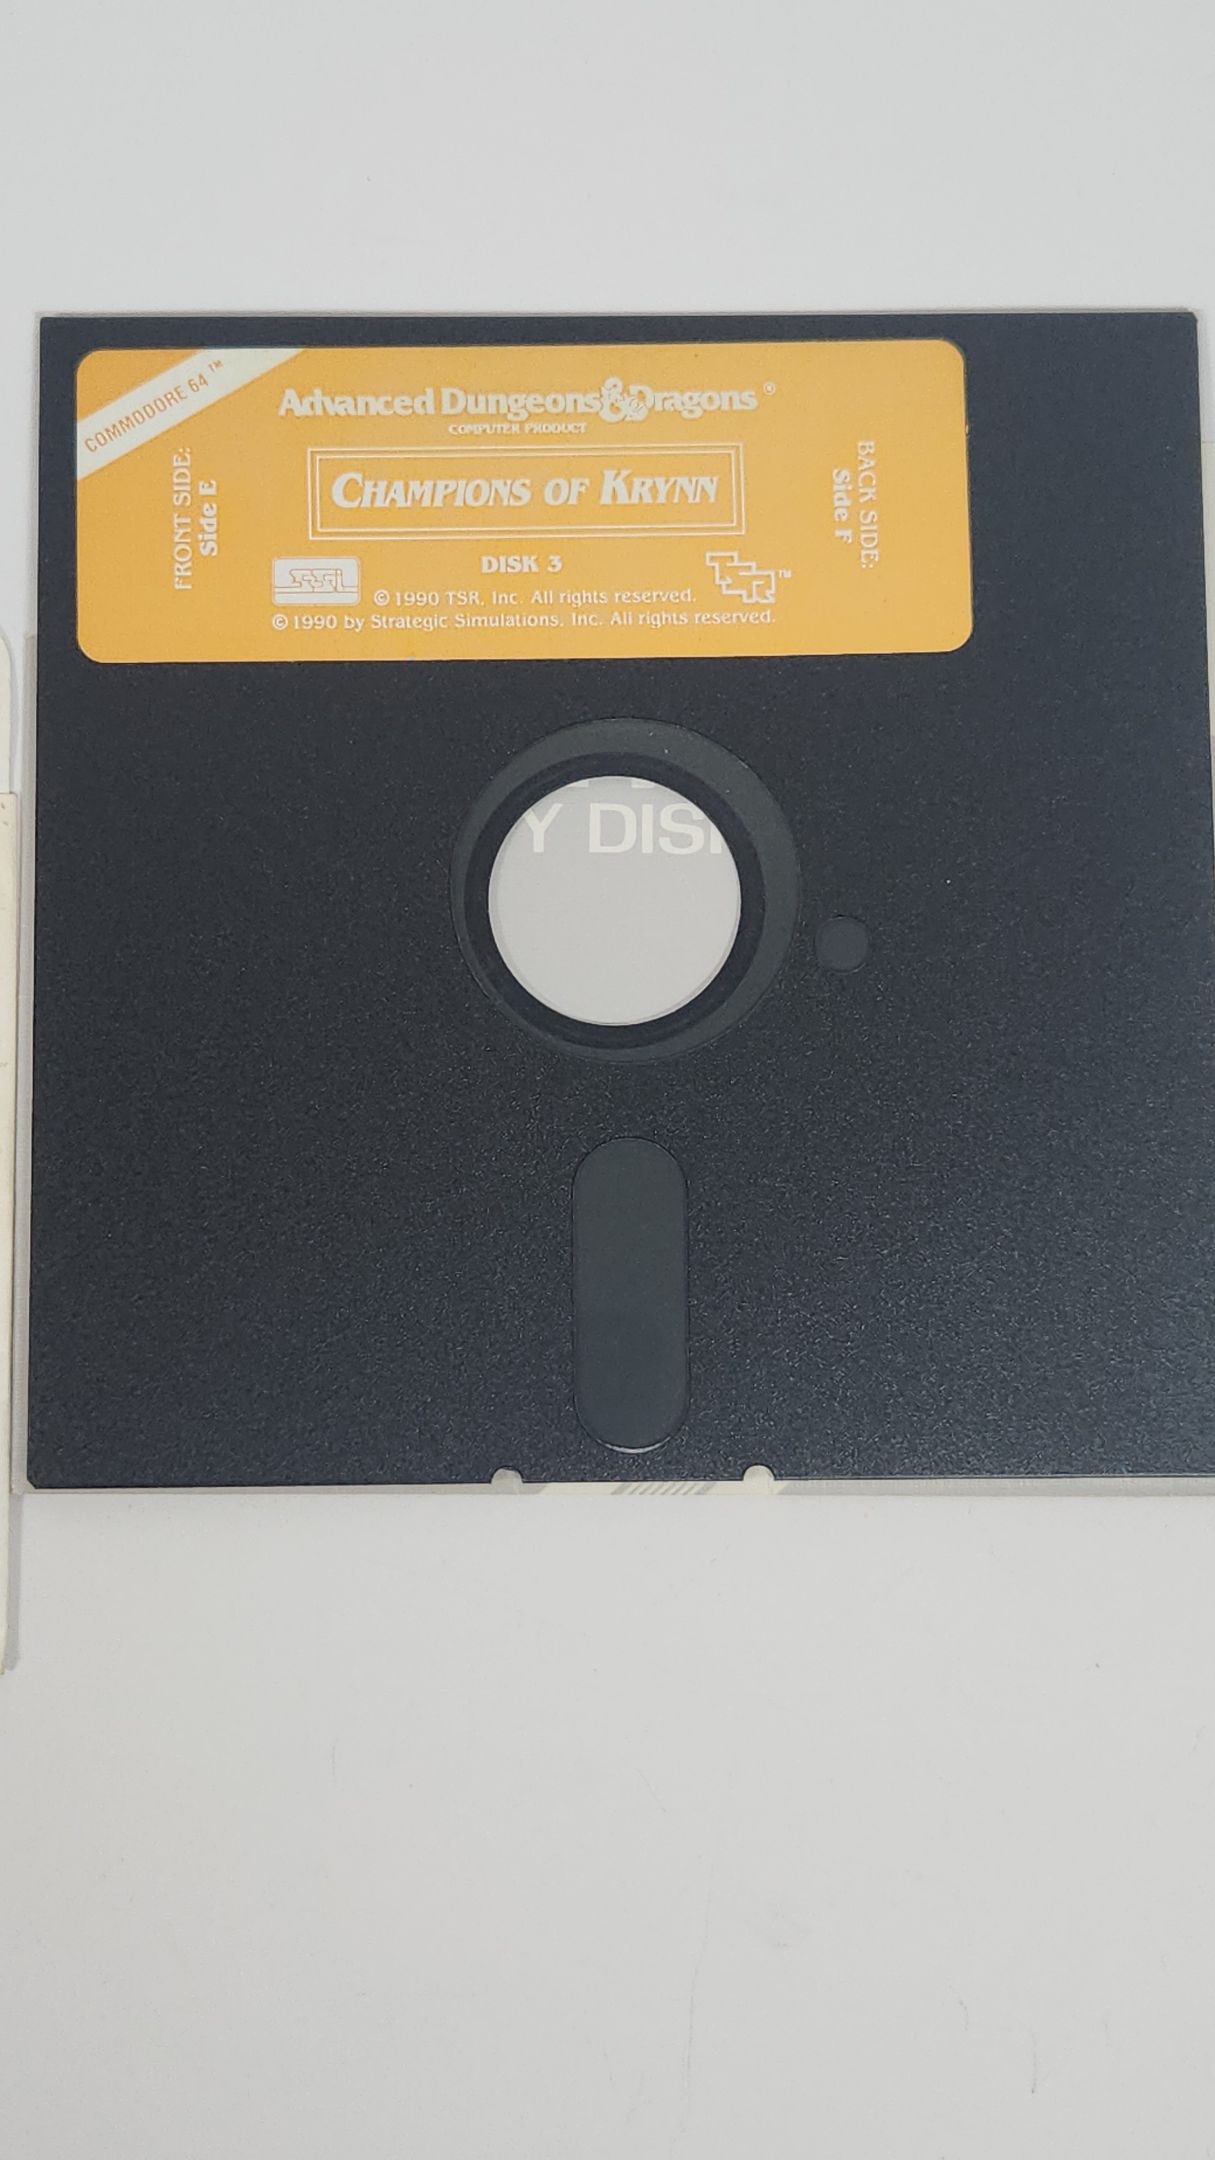 COMMODORE 64™
Advanced Dungeons & Dragons®
COMPUTER PRODUCT
FRONT SIDE:
Side E
CHAMPIONS OF KRYNN
BACK SIDE:
Side F
DISK 3
SSI
TSR™
© 1990 TSR, Inc. All rights reserved.
© 1990 by Strategic Simulations, Inc. All rights reserved.
Y DIS